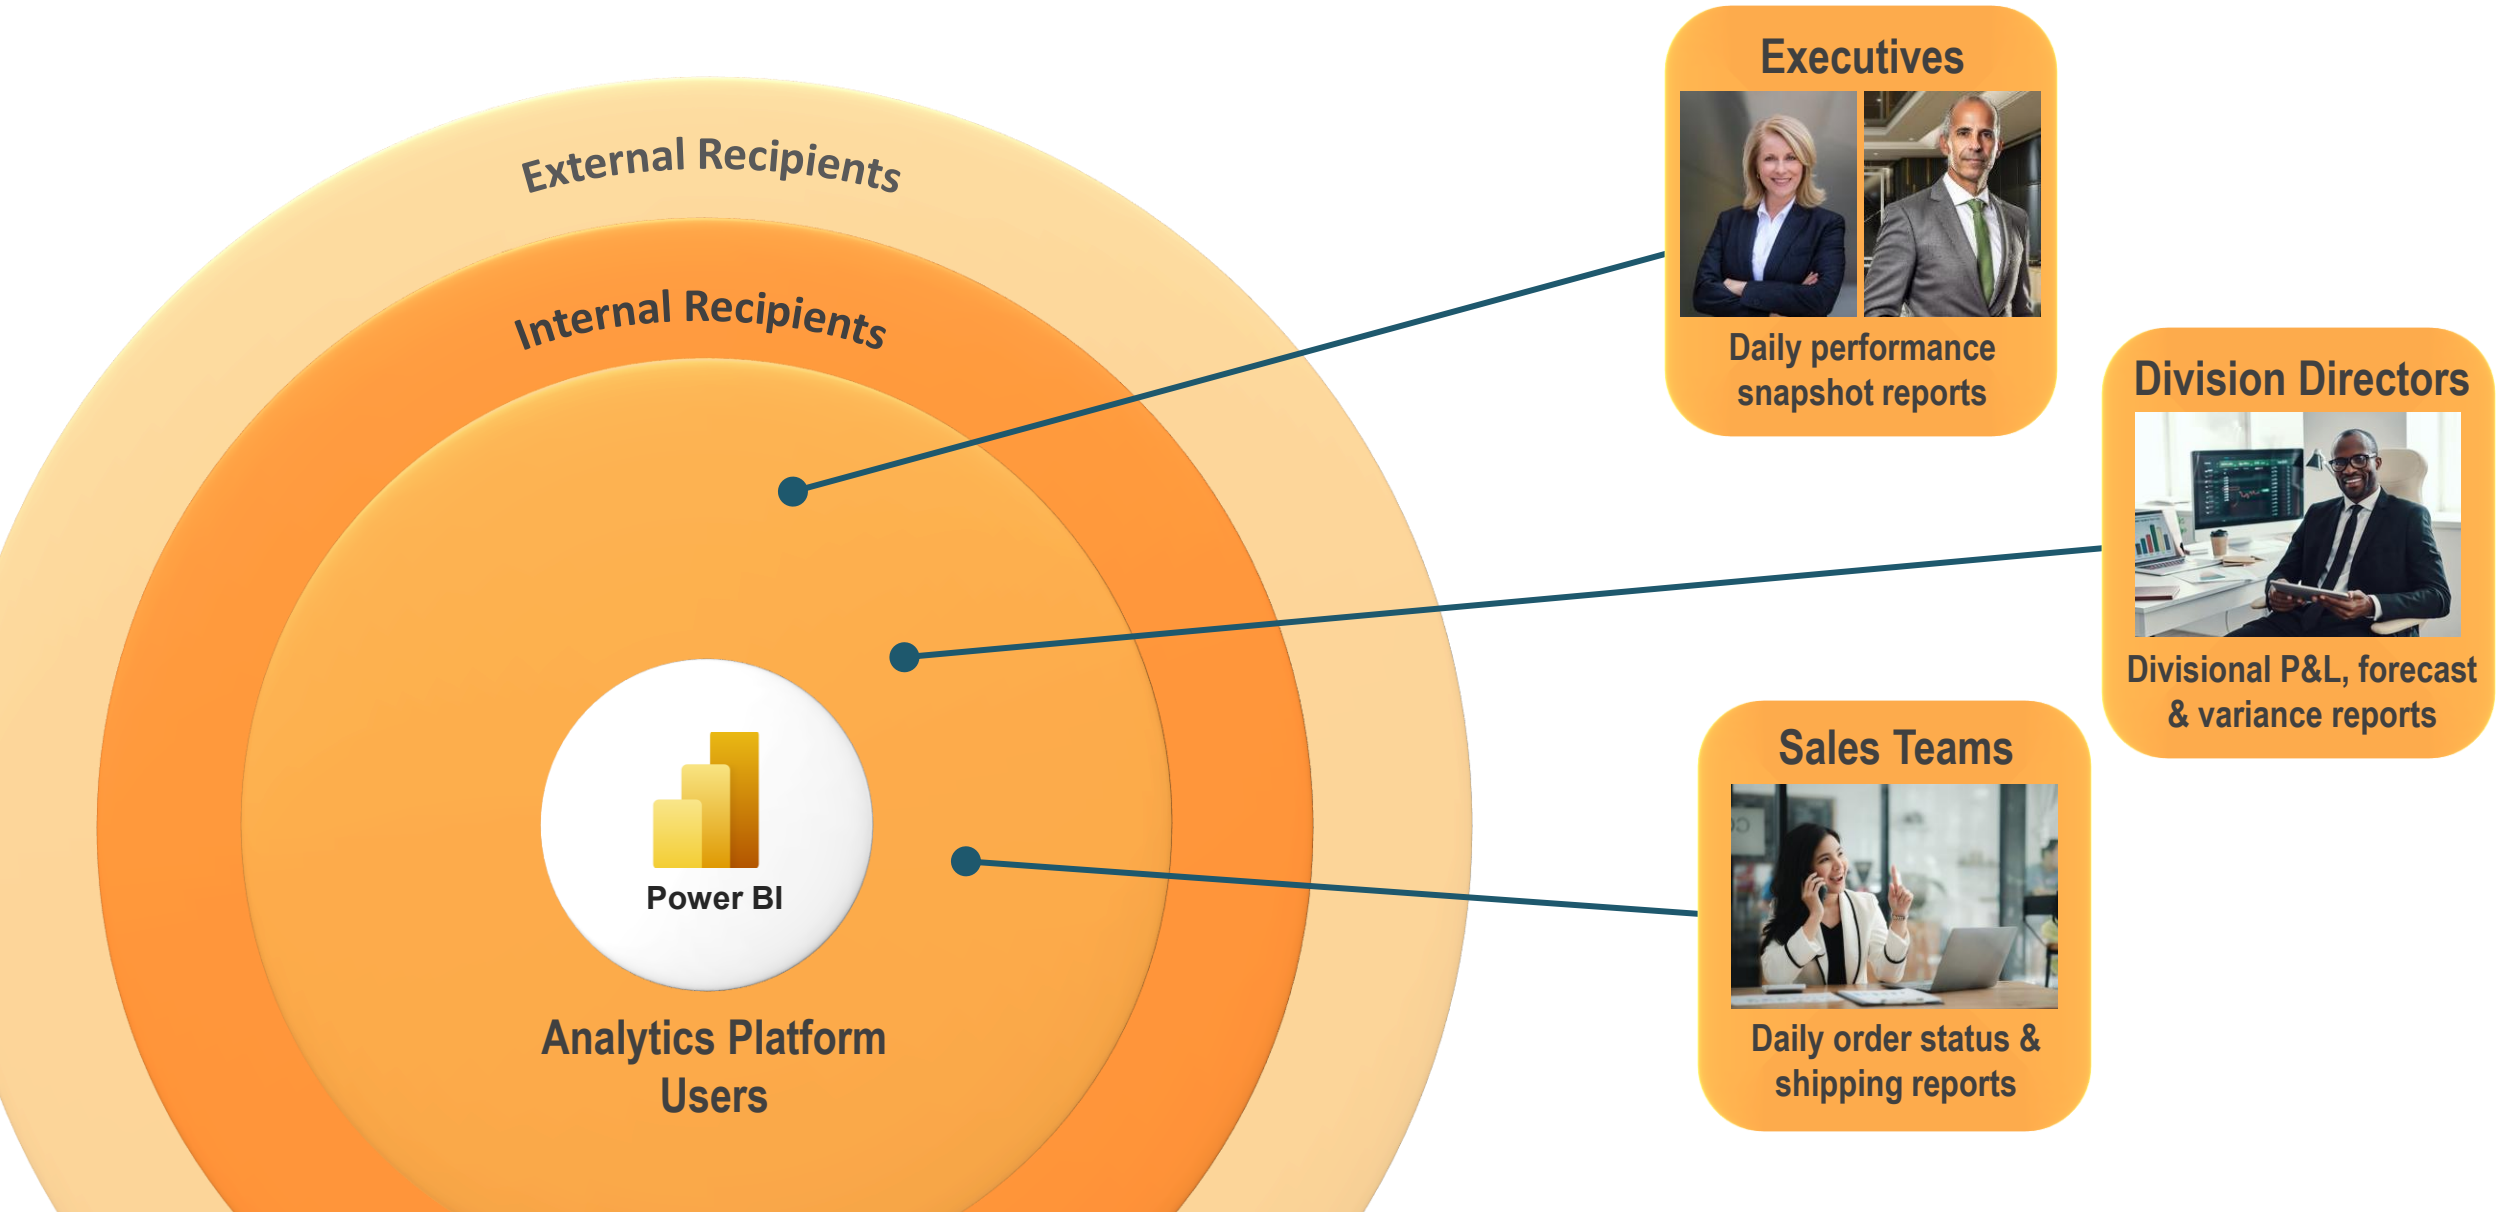 External Recipients
Internal Recipients
Power BI
Analytics Platform
Users
Executives
Daily performance
snapshot reports
Division Directors
Divisional P&L, forecast
& variance reports
Sales Teams
Daily order status &
shipping reports